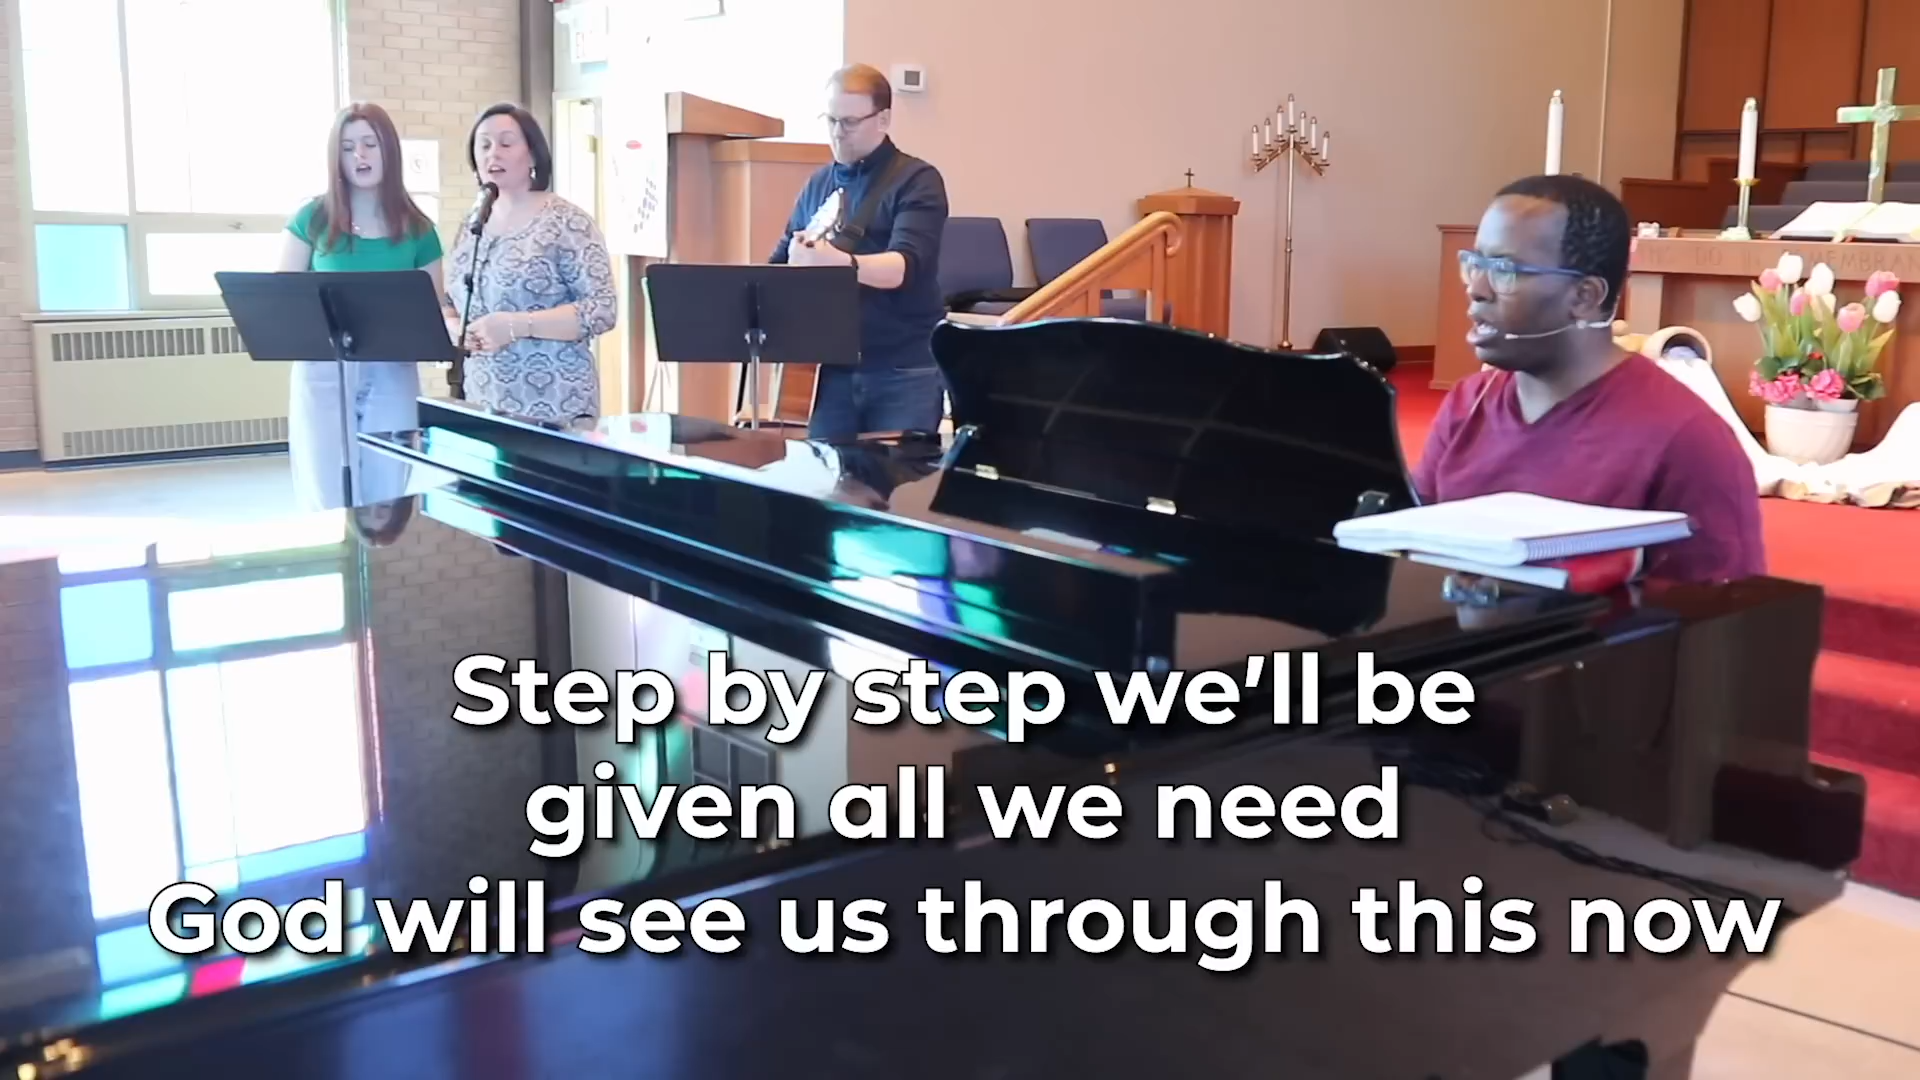 Step by step we'll be
given all we need
God will see us through this now